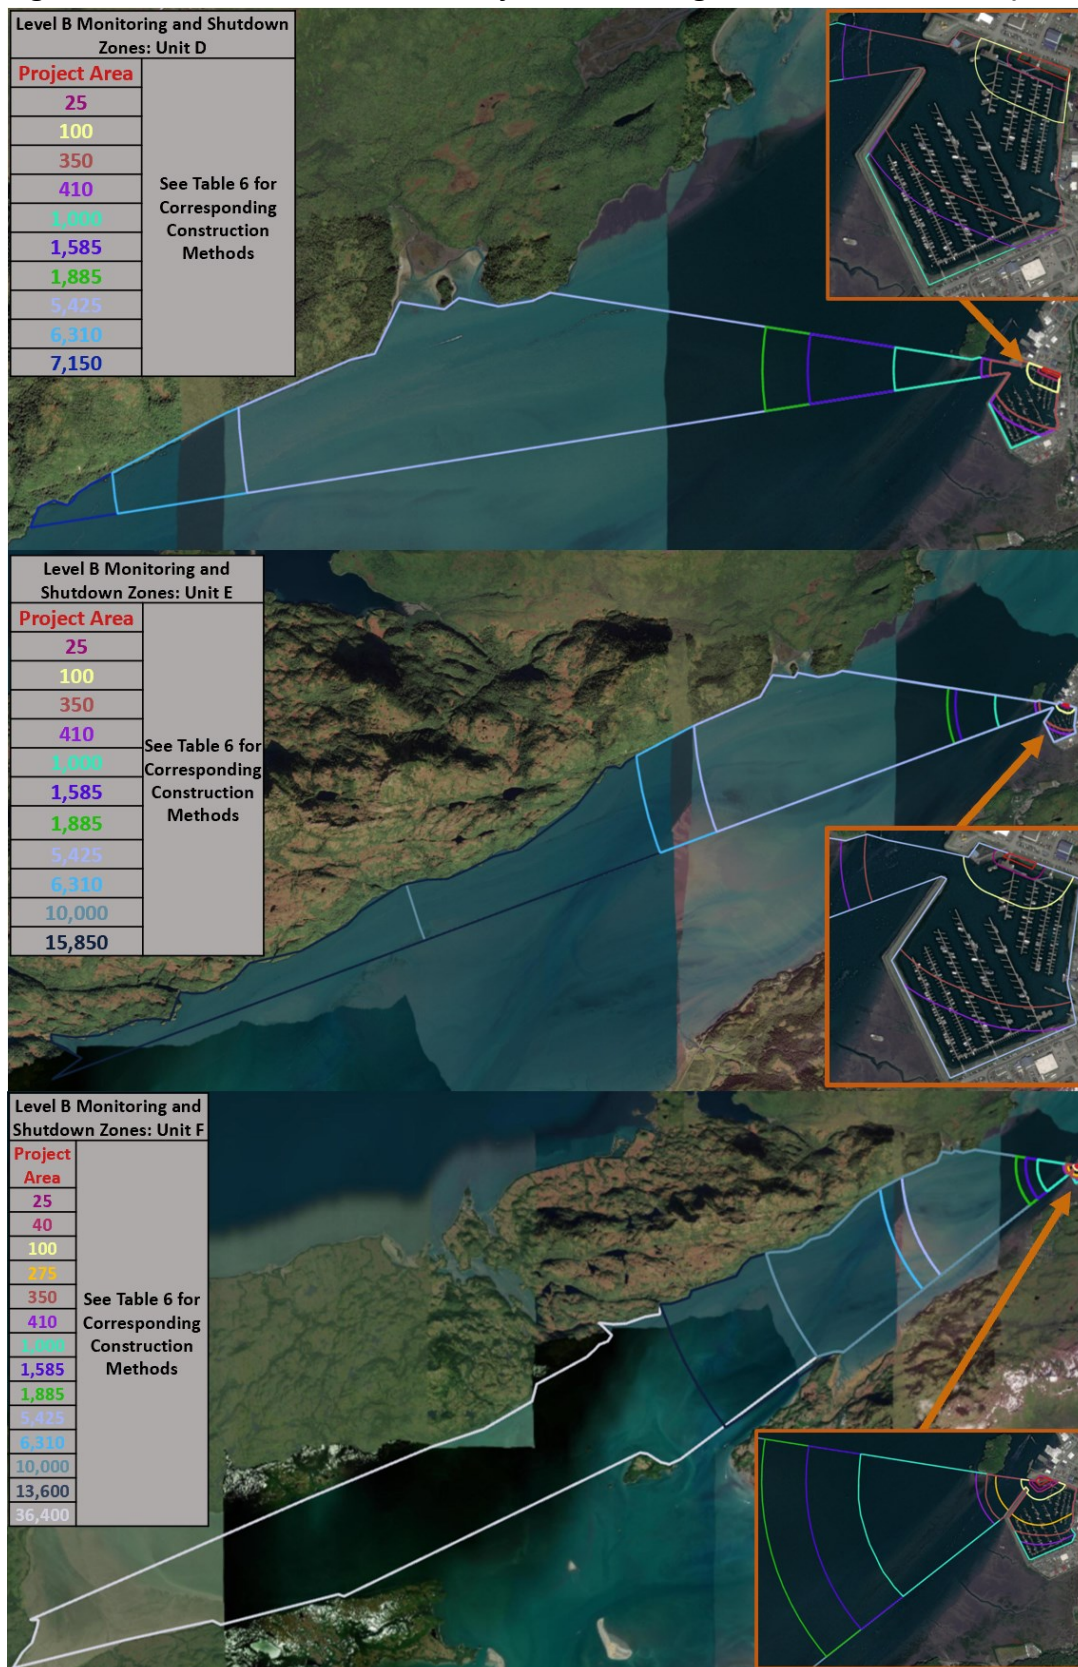 Level B Monitoring and Shutdown
Zones: Unit D
Project Area
25
100
350
410
1,000
1,585
1,885
5,425
6,310
7,150
See Table 6 for
Corresponding
Construction
Methods
Level B Monitoring and
Shutdown Zones: Unit E
Project Area
25
100
350
410
1,000
1,585
1,885
5,425
6,310
10,000
15,850
See Table 6 for
Corresponding
Construction
Methods
Level B Monitoring and
Shutdown Zones: Unit F
Project
Area
25
40
100
275
350
410
1,000
1,585
1,885
5,425
6,310
10,000
13,600
36,400
See Table 6 for
Corresponding
Construction
Methods